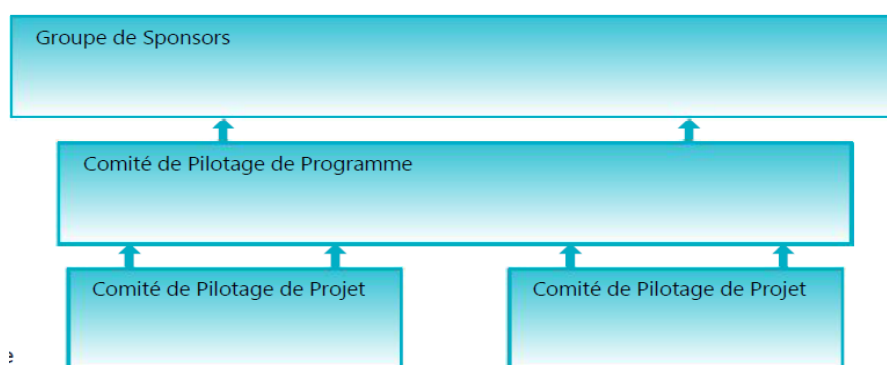 Groupe de Sponsors
Comité de Pilotage de Programme
Comité de Pilotage de Projet
Comité de Pilotage de Projet